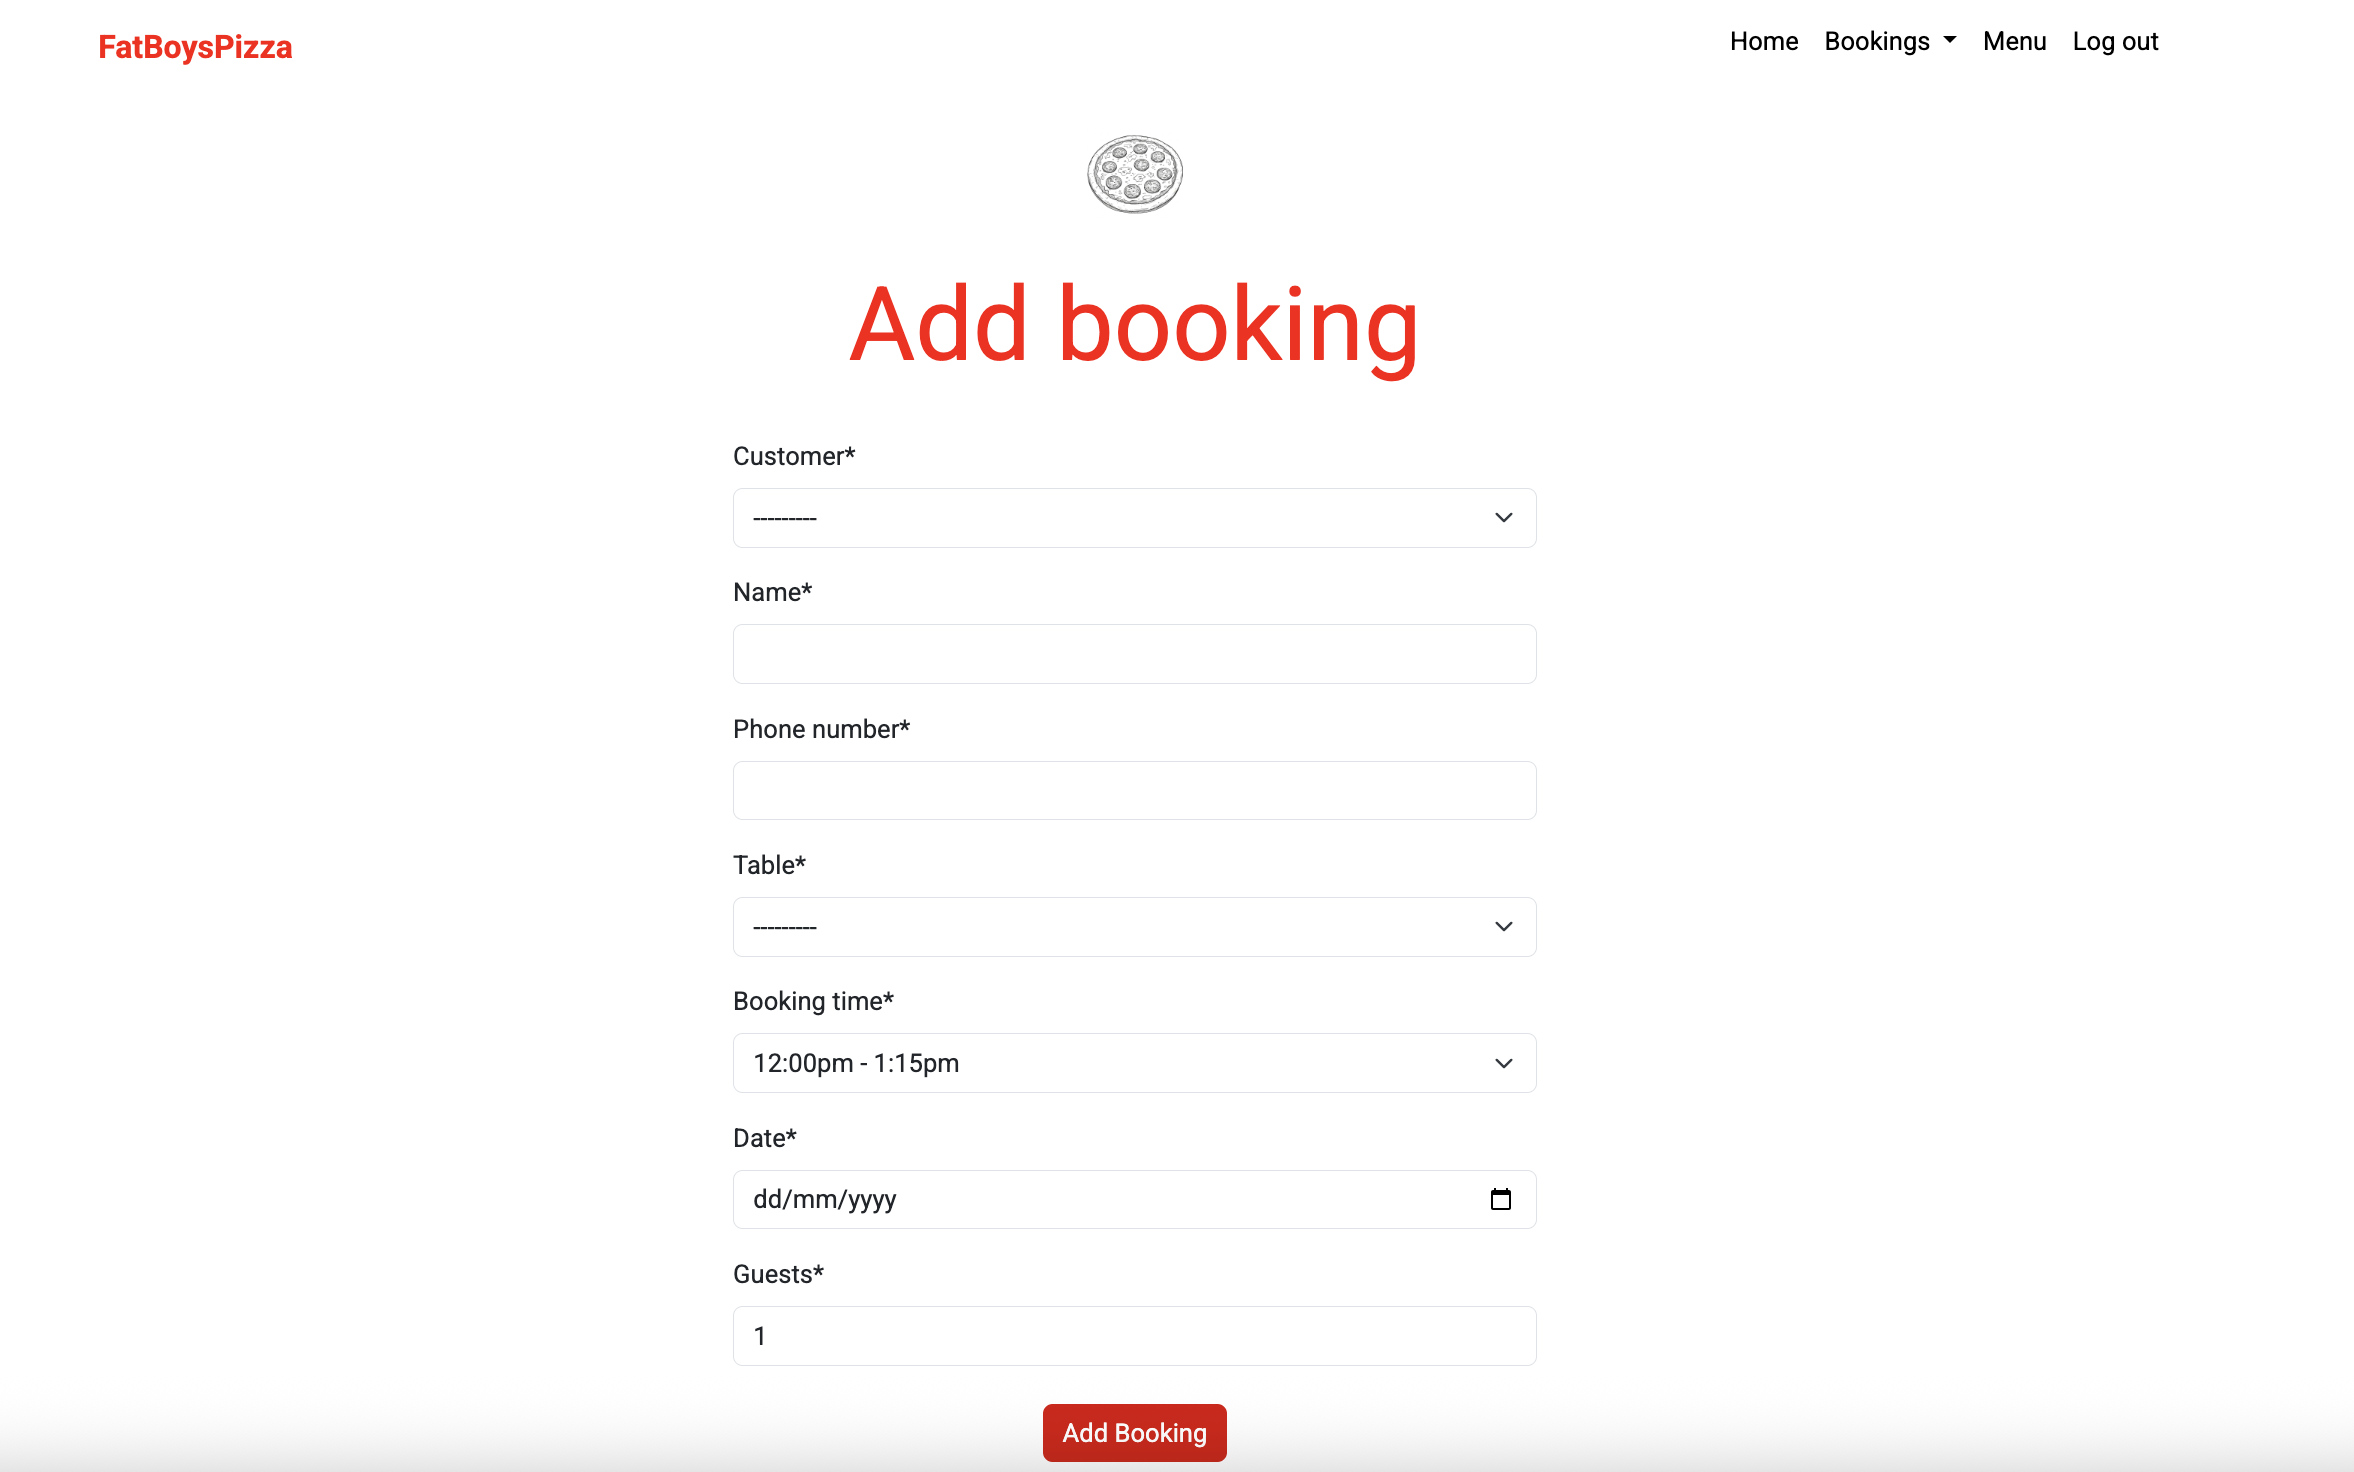 FatBoysPizza
Home Bookings Menu Log out
Add booking
Customer*
---------
Name*
Phone number*
Table*
---------
Booking time*
12:00pm - 1:15pm
Date*
dd/mm/yyyy
Guests*
1
Add Booking